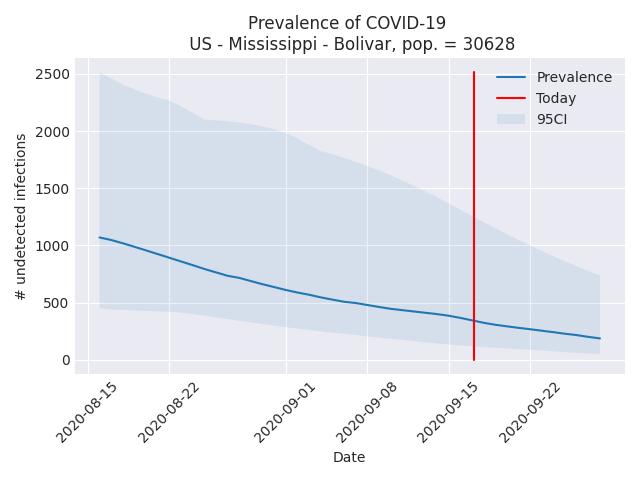 Prevalence of COVID-19
US - Mississippi - Bolivar, pop. = 30628
Prevalence
Today
95CI
2500
2000
1500
1000
500
0
# undetected infections
2020-08-15
2020-08-22
2020-09-01
2020-09-08
2020-09-15
2020-09-22
Date